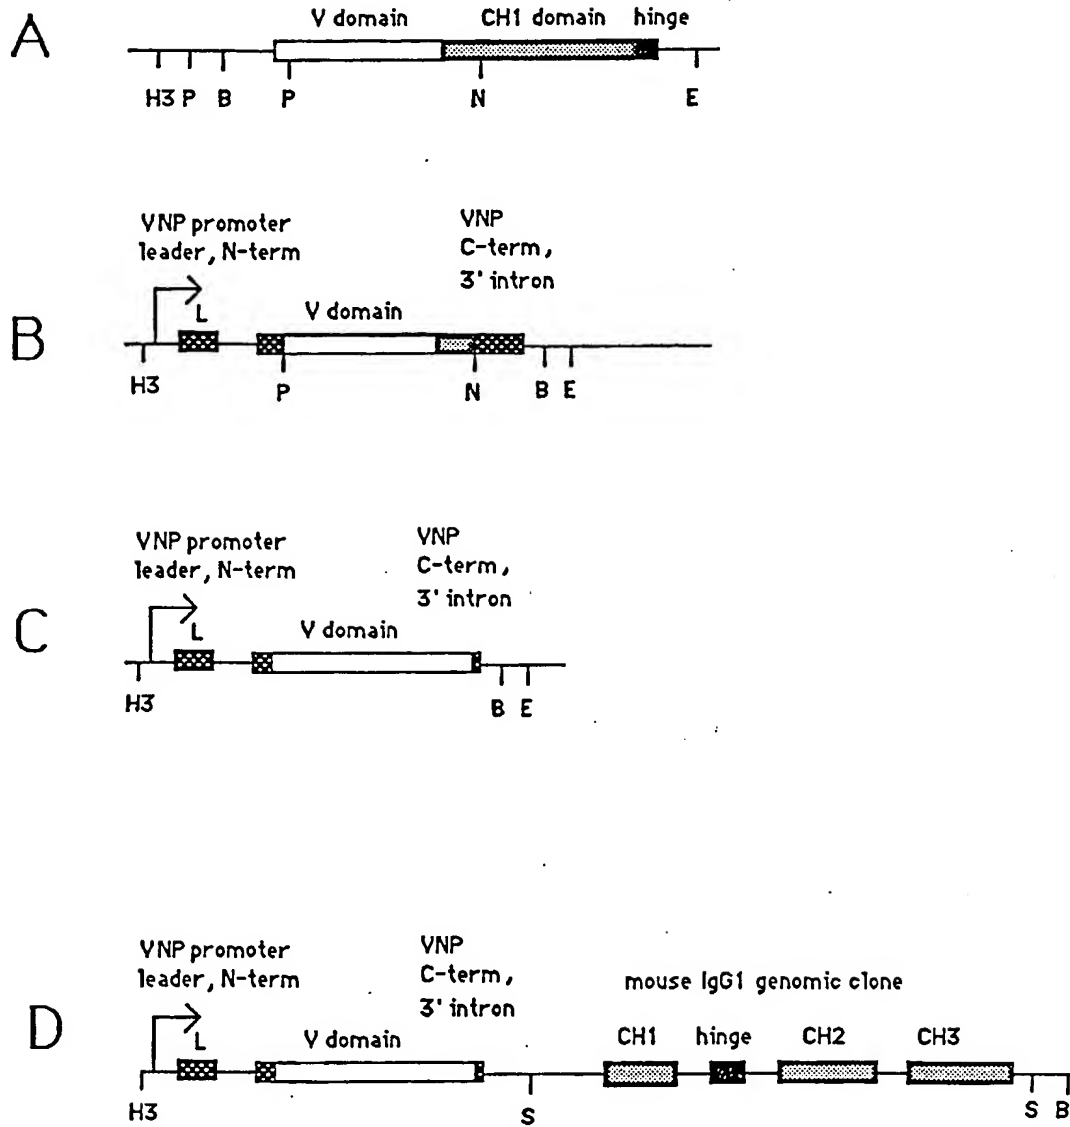 A
V domain CH1 domain hinge
H3 P B P N E
B
VNP promoter
leader, N-term
VNP
C-term,
3' intron
L
V domain
H3 P N B E
C
VNP promoter
leader, N-term
VNP
C-term,
3' intron
L
V domain
H3 B E
D
VNP promoter
leader, N-term
VNP
C-term,
3' intron
mouse IgG1 genomic clone
L
V domain
CH1 hinge CH2 CH3
H3 S S B